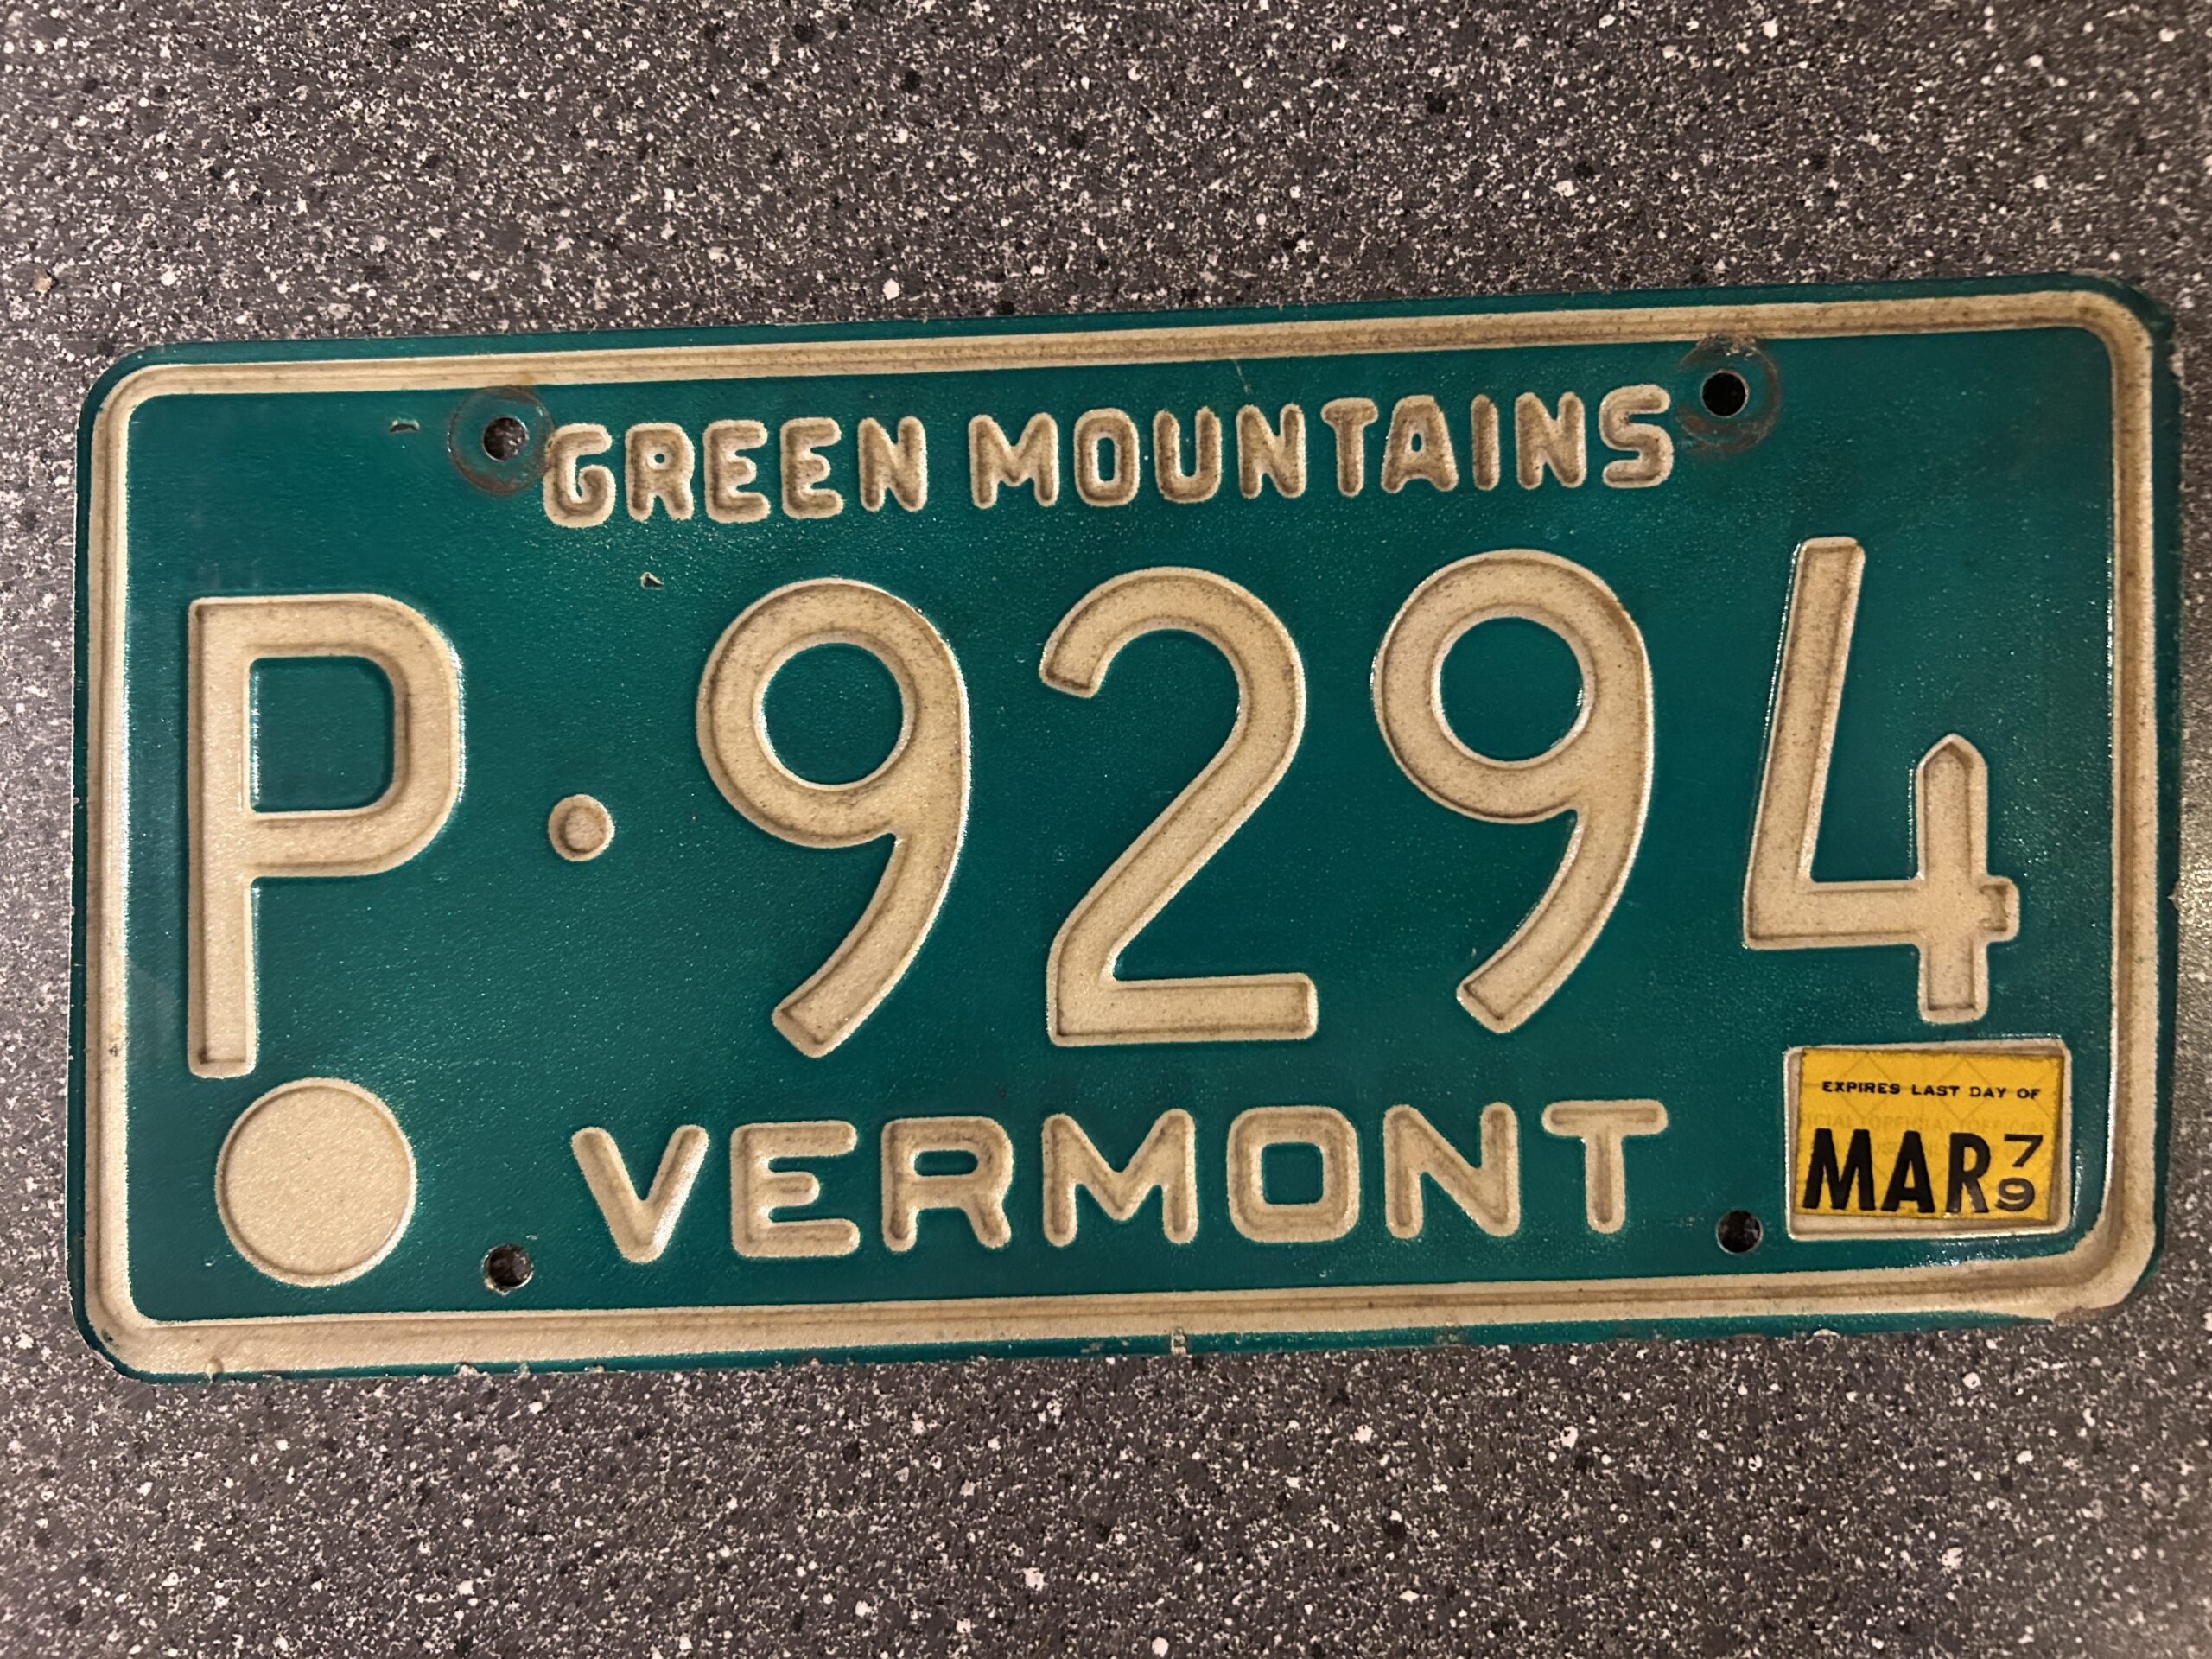 GREEN MOUNTAINS
P·9294
VERMONT
EXPIRES LAST DAY OF
MAR 79